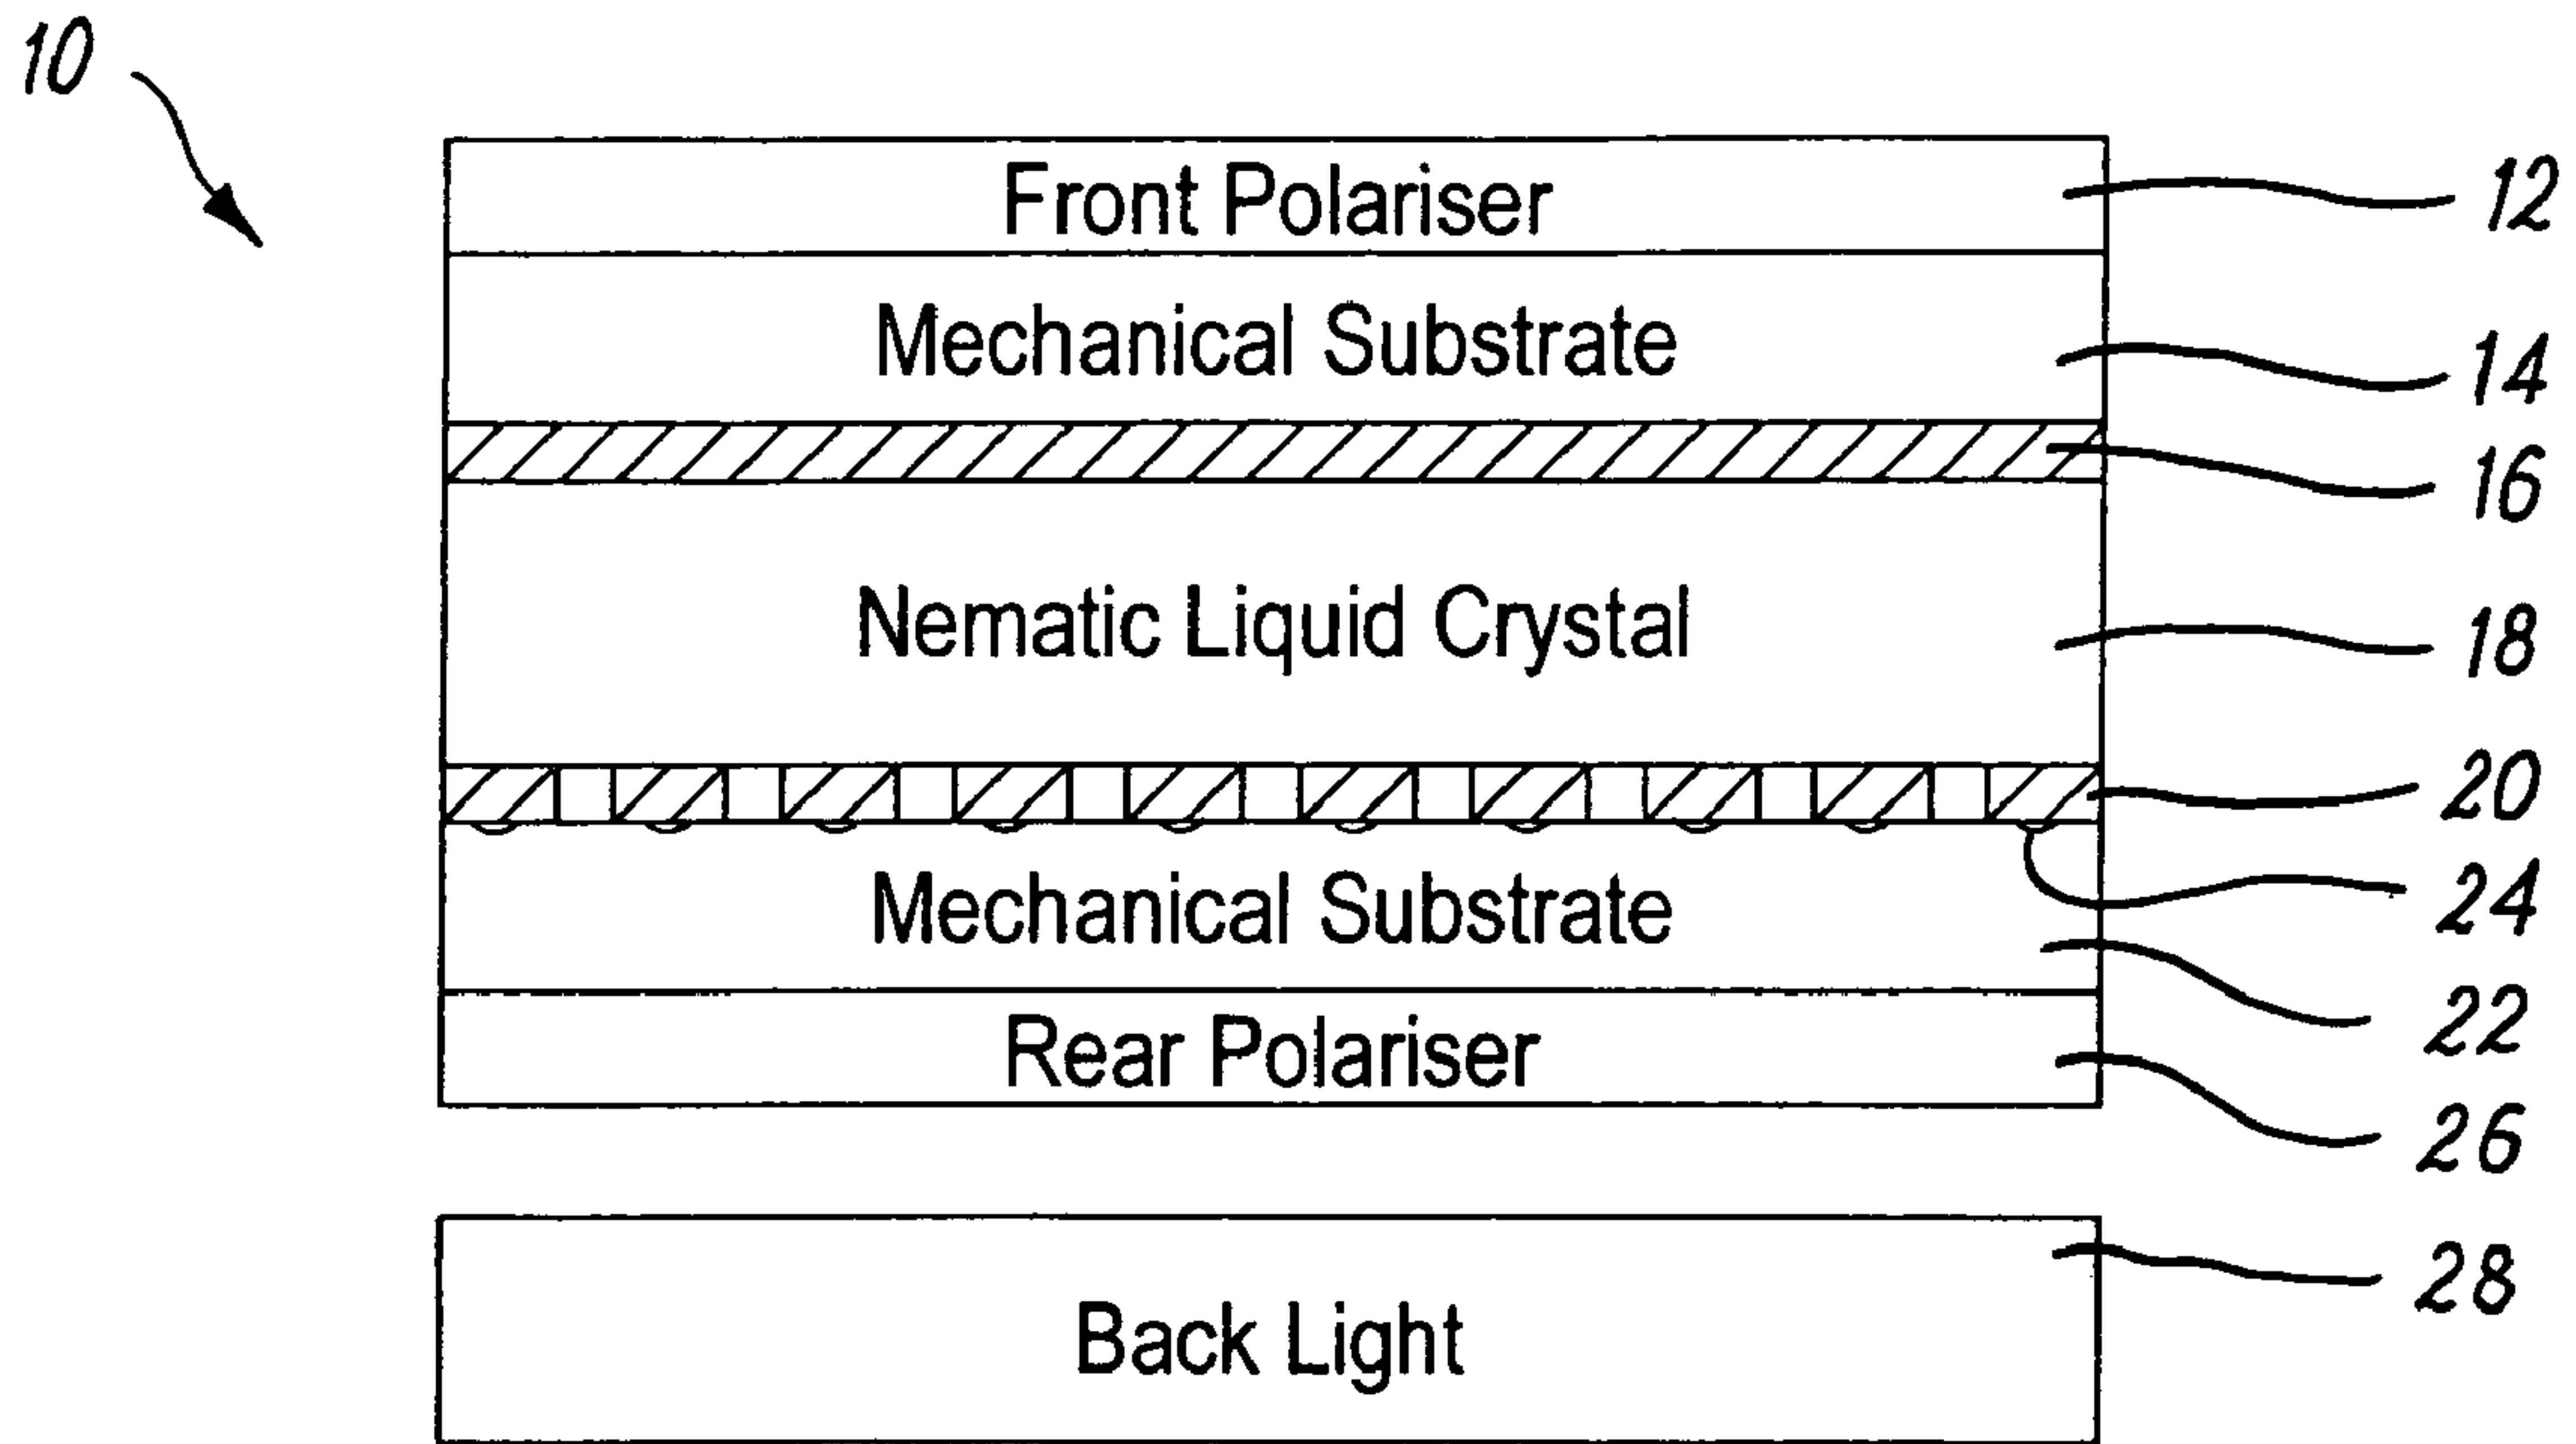 10
Front Polariser 12
Mechanical Substrate 14
16
Nematic Liquid Crystal 18
20
24
Mechanical Substrate 22
Rear Polariser 26
Back Light 28